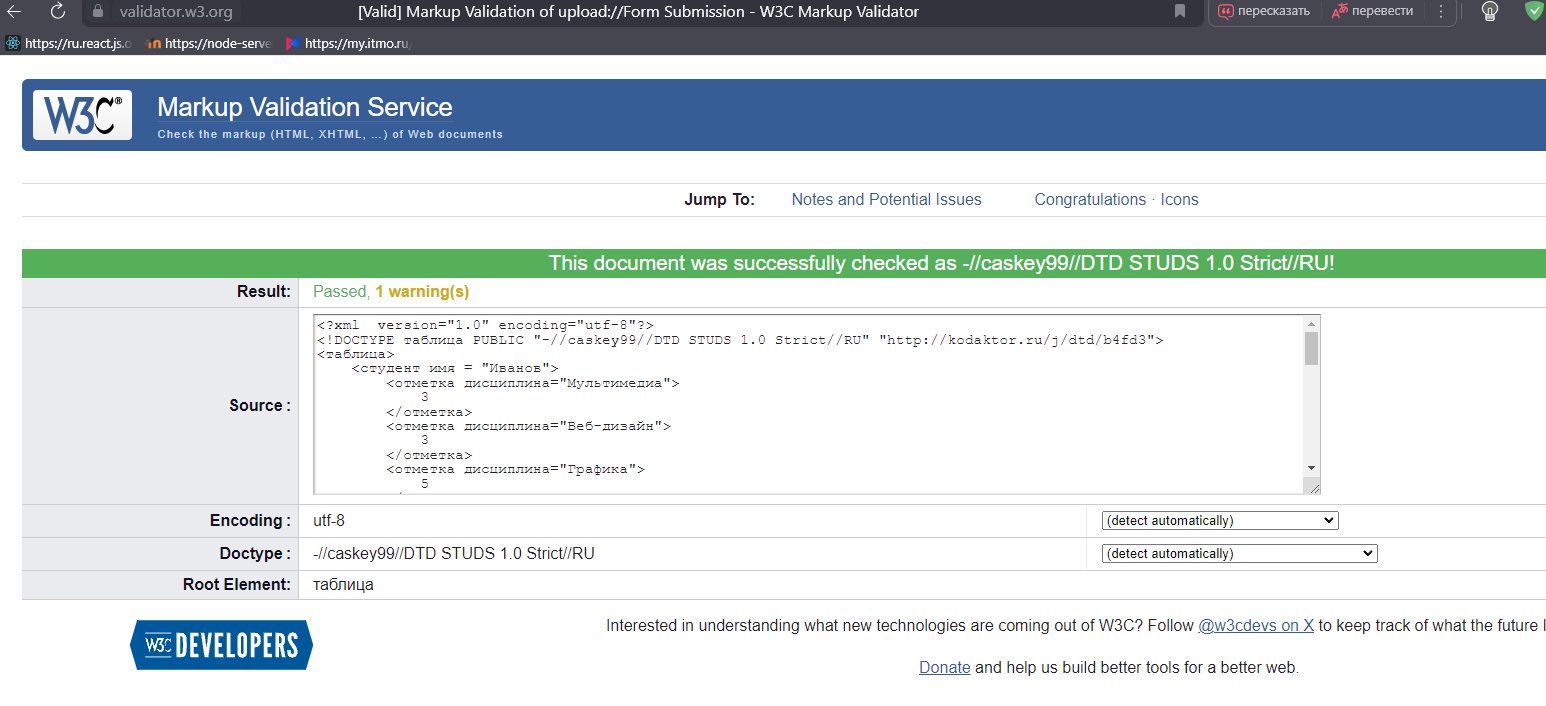 validator.w3.org
[Valid] Markup Validation of upload://Form Submission - W3C Markup Validator
пересказать
перевести
https://ru.react.js.o
https://node-serve
https://my.itmo.ru/
W3C® Markup Validation Service
Check the markup (HTML, XHTML, …) of Web documents
Jump To: Notes and Potential Issues Congratulations · Icons
This document was successfully checked as -//caskey99//DTD STUDS 1.0 Strict//RU!
Result: Passed, 1 warning(s)
Source :
<?xml  version="1.0" encoding="utf-8"?>
<!DOCTYPE таблица PUBLIC "-//caskey99//DTD STUDS 1.0 Strict//RU" "http://kodaktor.ru/j/dtd/b4fd3">
<таблица>
<студент имя = "Иванов">
<отметка дисциплина="Мультимедиа">
3
</отметка>
<отметка дисциплина="Веб-дизайн">
3
</отметка>
<отметка дисциплина="Графика">
5
Encoding : utf-8 (detect automatically)
Doctype : -//caskey99//DTD STUDS 1.0 Strict//RU (detect automatically)
Root Element: таблица
W3C DEVELOPERS
Interested in understanding what new technologies are coming out of W3C? Follow @w3cdevs on X to keep track of what the future l
Donate and help us build better tools for a better web.